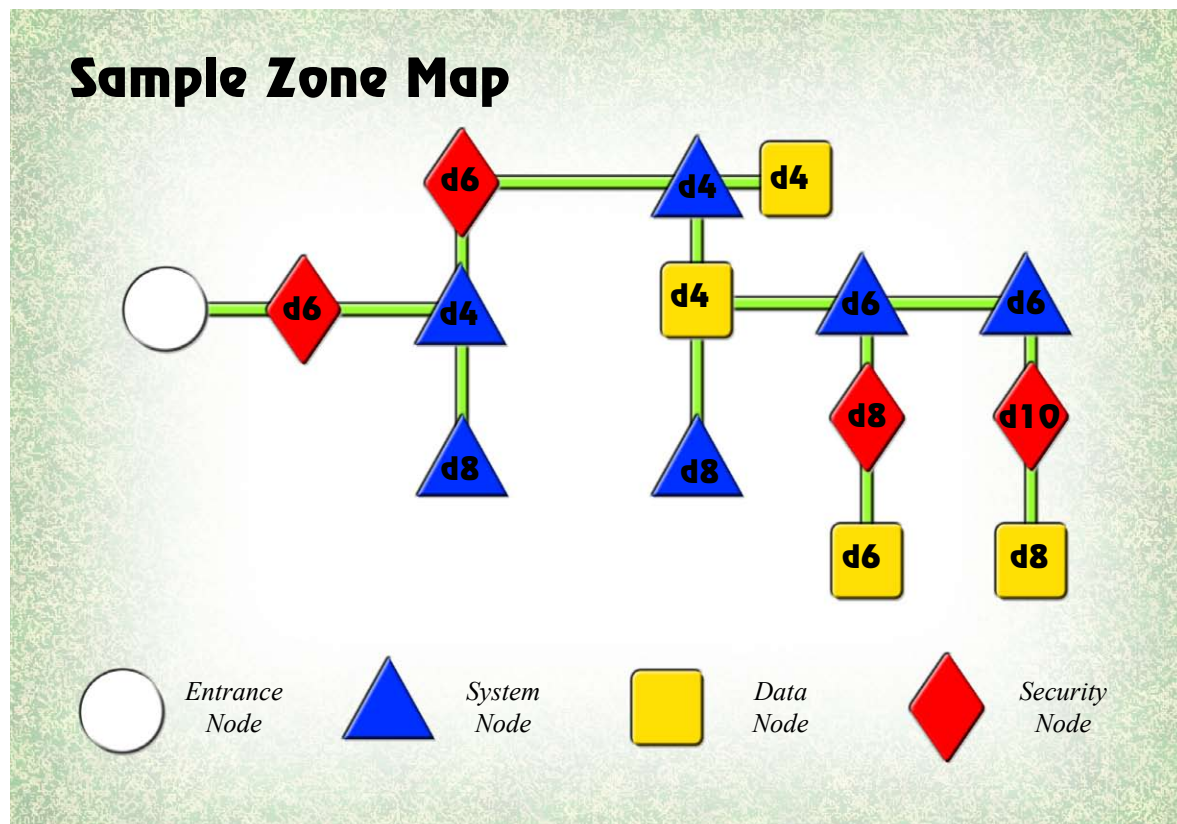 Sample Zone Map
d6
d4
d4
d6
d4
d4
d6
d6
d8
d8
d8
d10
d6
d8
Entrance
Node
System
Node
Data
Node
Security
Node